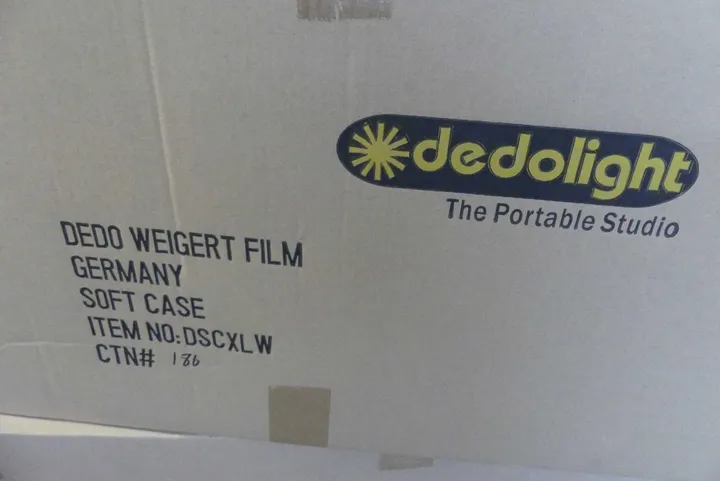 dedolight
The Portable Studio
DEDO WEIGERT FILM
GERMANY
SOFT CASE
ITEM NO:DSCXLW
CTN# 186